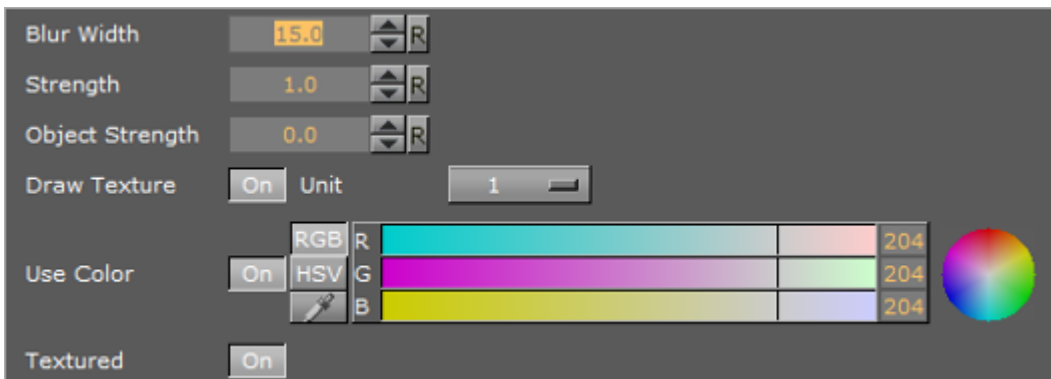 Blur Width 15.0 R
Strength 1.0 R
Object Strength 0.0 R
Draw Texture On Unit 1
RGB R 204
Use Color On HSV G 204
B 204
Textured On